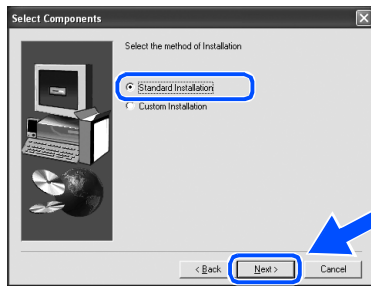 Select Components
Select the method of Installation
Standard Installation
Custom Installation
< Back
Next >
Cancel